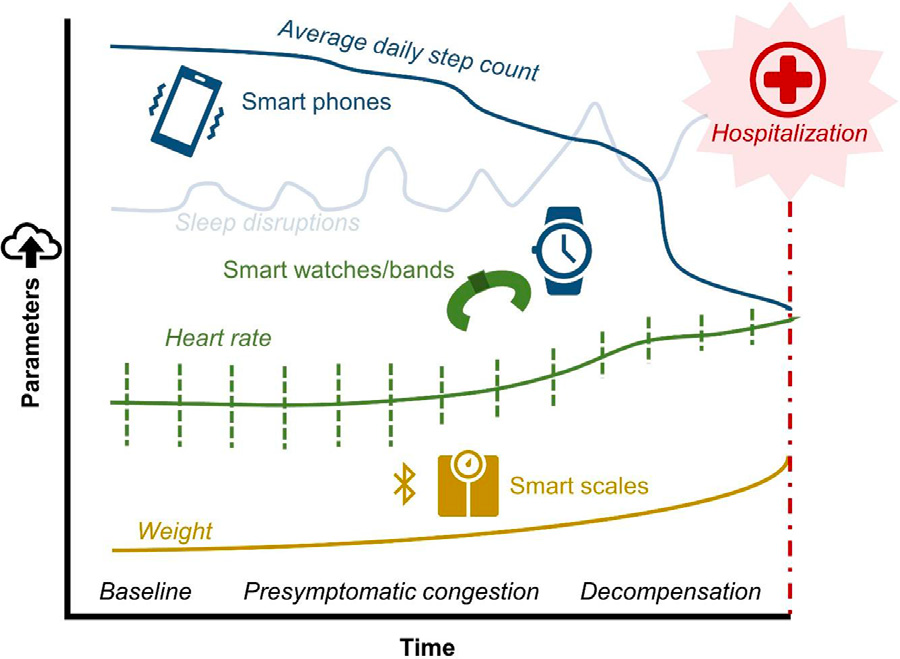 Average daily step count
Smart phones
Hospitalization
Sleep disruptions
Smart watches/bands
Heart rate
Parameters
Smart scales
Weight
Baseline
Presymptomatic congestion
Decompensation
Time